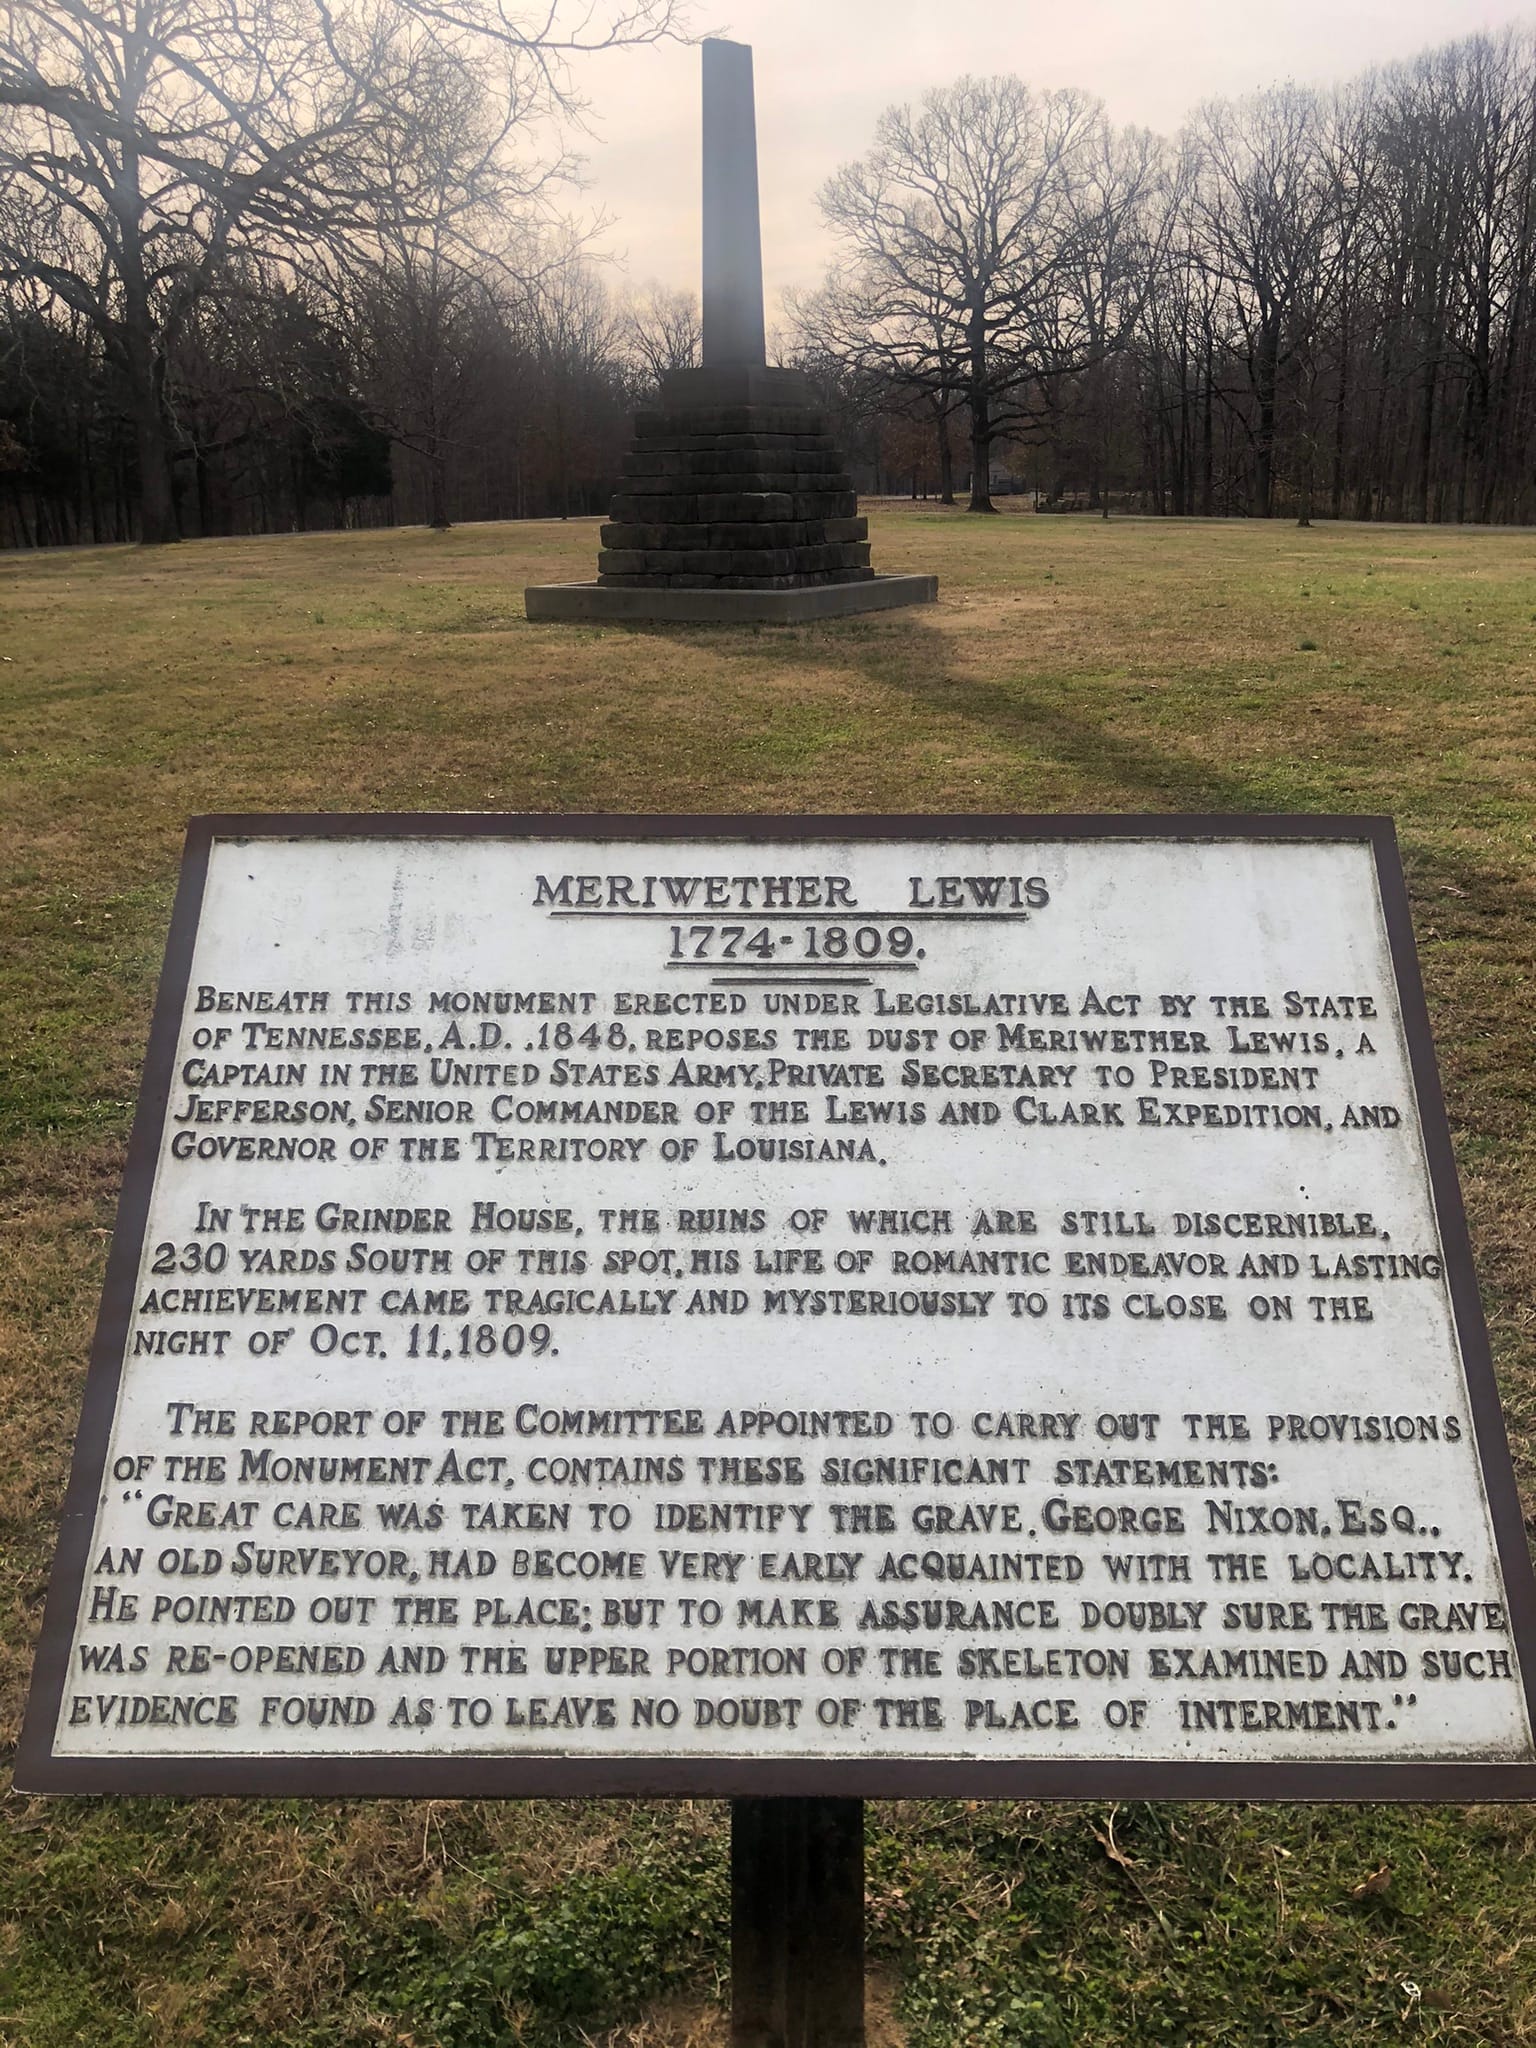 MERIWETHER LEWIS
1774-1809.
BENEATH THIS MONUMENT ERECTED UNDER LEGISLATIVE ACT BY THE STATE
OF TENNESSEE, A.D. .1848, REPOSES THE DUST OF MERIWETHER LEWIS, A
CAPTAIN IN THE UNITED STATES ARMY, PRIVATE SECRETARY TO PRESIDENT
JEFFERSON, SENIOR COMMANDER OF THE LEWIS AND CLARK EXPEDITION, AND
GOVERNOR OF THE TERRITORY OF LOUISIANA.
IN THE GRINDER HOUSE, THE RUINS OF WHICH ARE STILL DISCERNIBLE,
230 YARDS SOUTH OF THIS SPOT, HIS LIFE OF ROMANTIC ENDEAVOR AND LASTING
ACHIEVEMENT CAME TRAGICALLY AND MYSTERIOUSLY TO ITS CLOSE ON THE
NIGHT OF OCT. 11, 1809.
THE REPORT OF THE COMMITTEE APPOINTED TO CARRY OUT THE PROVISIONS
OF THE MONUMENT ACT, CONTAINS THESE SIGNIFICANT STATEMENTS:
"GREAT CARE WAS TAKEN TO IDENTIFY THE GRAVE. GEORGE NIXON, ESQ.,
AN OLD SURVEYOR, HAD BECOME VERY EARLY ACQUAINTED WITH THE LOCALITY.
HE POINTED OUT THE PLACE; BUT TO MAKE ASSURANCE DOUBLY SURE THE GRAVE
WAS RE-OPENED AND THE UPPER PORTION OF THE SKELETON EXAMINED AND SUCH
EVIDENCE FOUND AS TO LEAVE NO DOUBT OF THE PLACE OF INTERMENT."